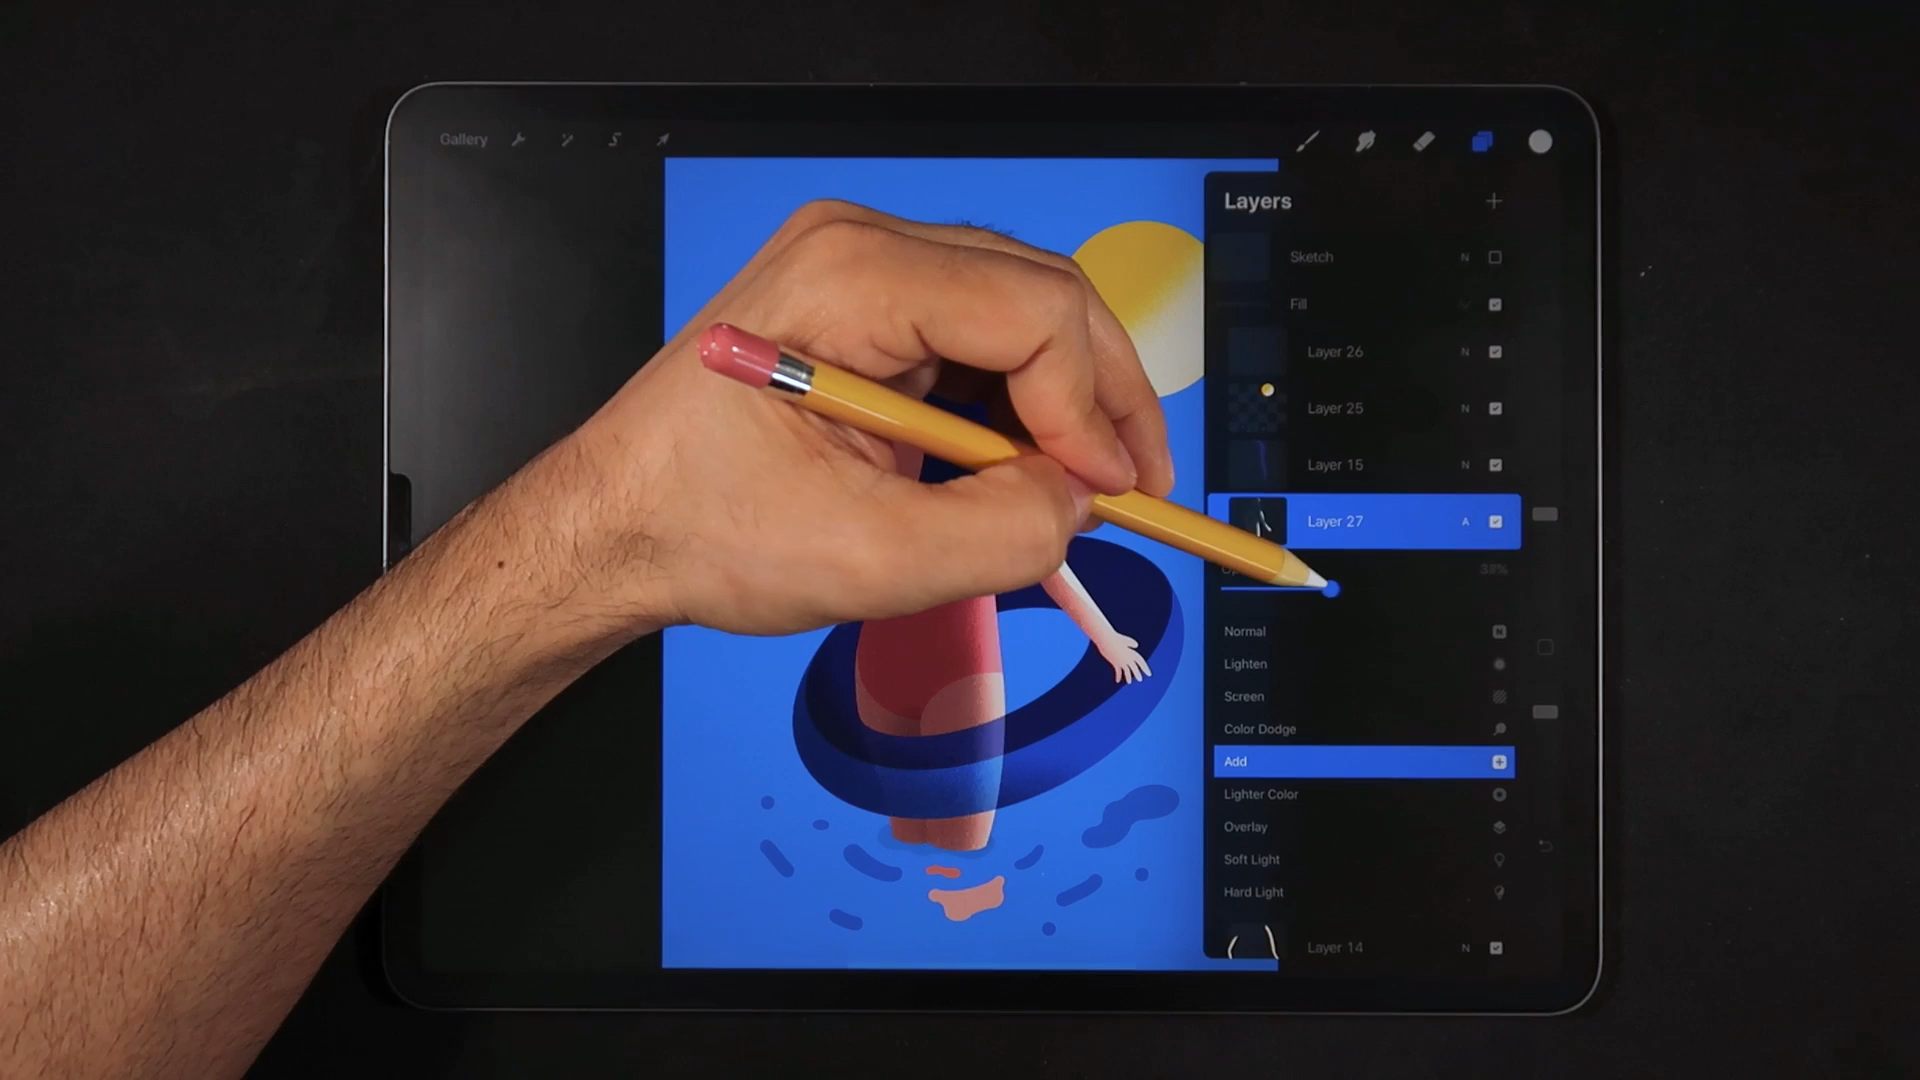 Gallery
Layers
Sketch N
Fill
Layer 26 N
Layer 25 N
Layer 15 N
Layer 27 A
33%
Normal N
Lighten
Screen
Color Dodge
Add
Lighter Color
Overlay
Soft Light
Hard Light
Layer 14 N